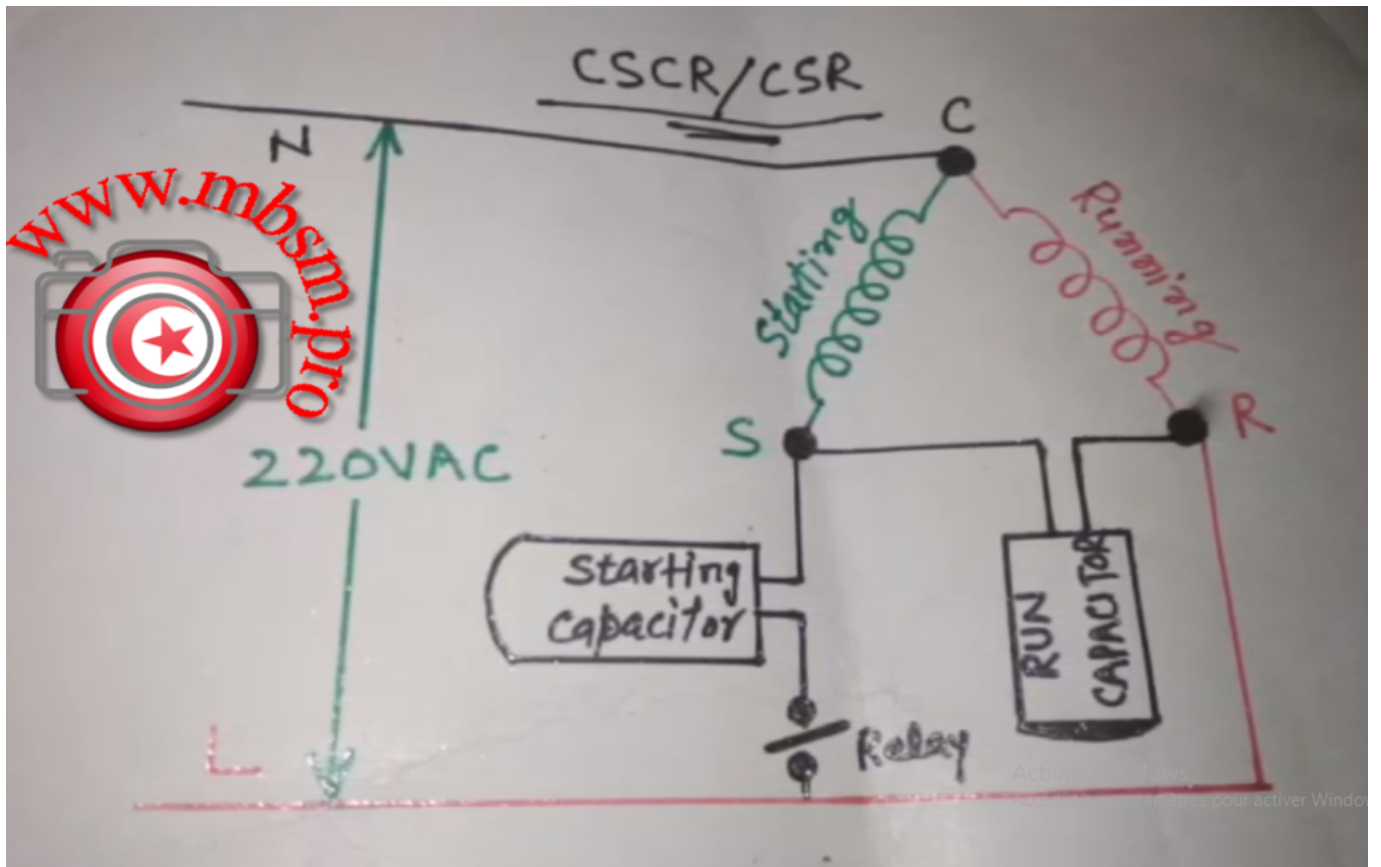 CSCR/CSR
C
N
www.mbsm.pro
Starting
Running
220VAC
S
R
Starting
capacitor
RUN
CAPACITOR
Relay
L